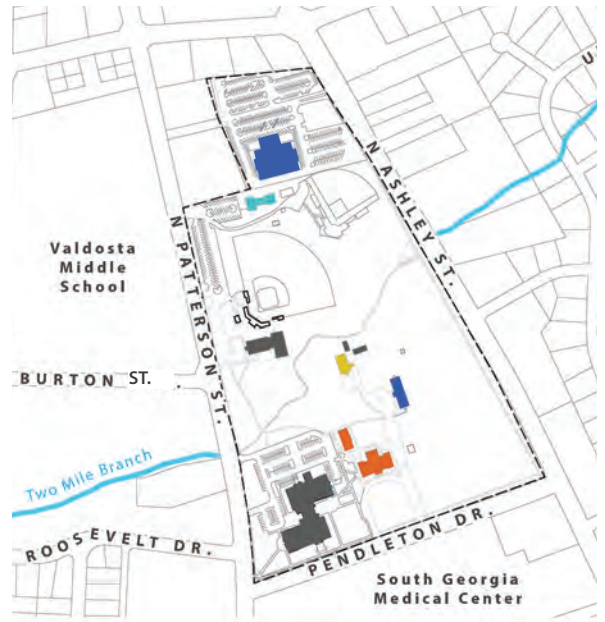 U
N ASHLEY ST.
Valdosta
Middle
School
N PATTERSON ST.
BURTON ST.
Two Mile Branch
ROOSEVELT DR.
PENDLETON DR.
South Georgia
Medical Center